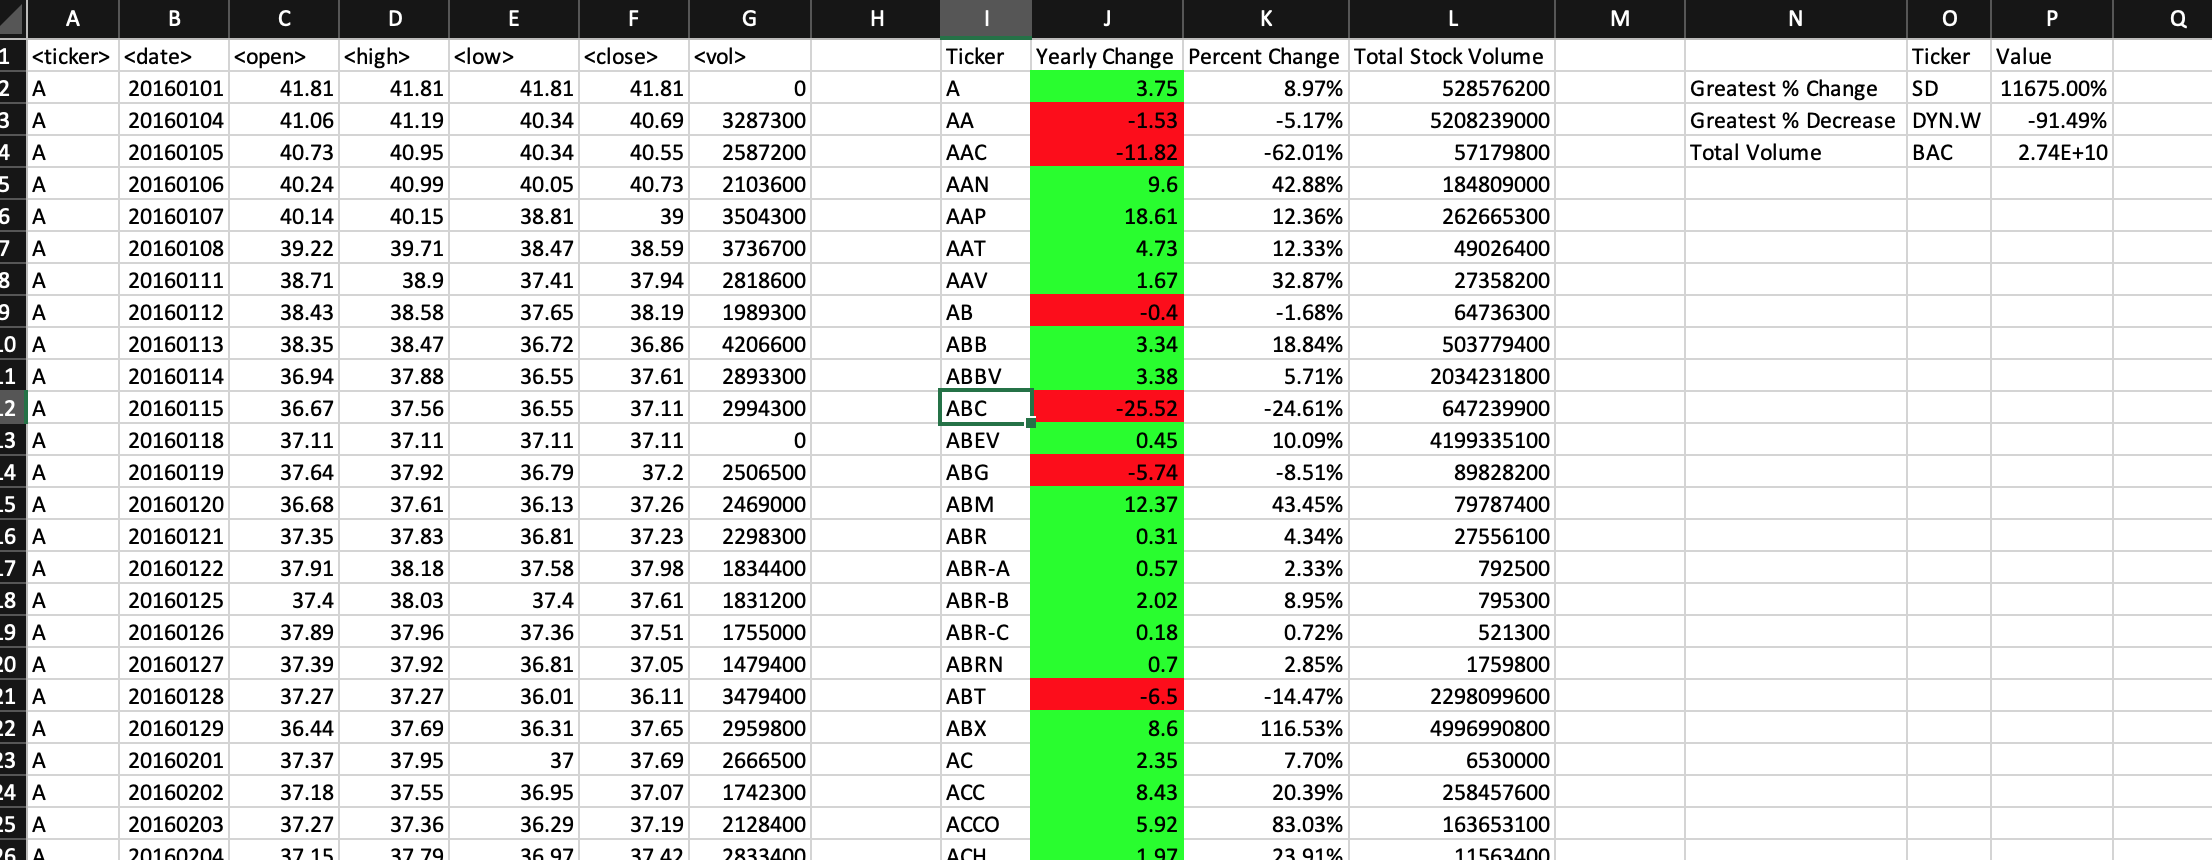 A B C D E F G H I J K L M N O P Q
1 <ticker> <date> <open> <high> <low> <close> <vol> Ticker Yearly Change Percent Change Total Stock Volume Ticker Value
2 A 20160101 41.81 41.81 41.81 41.81 0 A 3.75 8.97% 528576200 Greatest % Change SD 11675.00%
3 A 20160104 41.06 41.19 40.34 40.69 3287300 AA -1.53 -5.17% 5208239000 Greatest % Decrease DYN.W -91.49%
4 A 20160105 40.73 40.95 40.34 40.55 2587200 AAC -11.82 -62.01% 57179800 Total Volume BAC 2.74E+10
5 A 20160106 40.24 40.99 40.05 40.73 2103600 AAN 9.6 42.88% 184809000
6 A 20160107 40.14 40.15 38.81 39 3504300 AAP 18.61 12.36% 262665300
7 A 20160108 39.22 39.71 38.47 38.59 3736700 AAT 4.73 12.33% 49026400
8 A 20160111 38.71 38.9 37.41 37.94 2818600 AAV 1.67 32.87% 27358200
9 A 20160112 38.43 38.58 37.65 38.19 1989300 AB -0.4 -1.68% 64736300
10 A 20160113 38.35 38.47 36.72 36.86 4206600 ABB 3.34 18.84% 503779400
11 A 20160114 36.94 37.88 36.55 37.61 2893300 ABBV 3.38 5.71% 2034231800
12 A 20160115 36.67 37.56 36.55 37.11 2994300 ABC -25.52 -24.61% 647239900
13 A 20160118 37.11 37.11 37.11 37.11 0 ABEV 0.45 10.09% 4199335100
14 A 20160119 37.64 37.92 36.79 37.2 2506500 ABG -5.74 -8.51% 89828200
15 A 20160120 36.68 37.61 36.13 37.26 2469000 ABM 12.37 43.45% 79787400
16 A 20160121 37.35 37.83 36.81 37.23 2298300 ABR 0.31 4.34% 27556100
17 A 20160122 37.91 38.18 37.58 37.98 1834400 ABR-A 0.57 2.33% 792500
18 A 20160125 37.4 38.03 37.4 37.61 1831200 ABR-B 2.02 8.95% 795300
19 A 20160126 37.89 37.96 37.36 37.51 1755000 ABR-C 0.18 0.72% 521300
20 A 20160127 37.39 37.92 36.81 37.05 1479400 ABRN 0.7 2.85% 1759800
21 A 20160128 37.27 37.27 36.01 36.11 3479400 ABT -6.5 -14.47% 2298099600
22 A 20160129 36.44 37.69 36.31 37.65 2959800 ABX 8.6 116.53% 4996990800
23 A 20160201 37.37 37.95 37 37.69 2666500 AC 2.35 7.70% 6530000
24 A 20160202 37.18 37.55 36.95 37.07 1742300 ACC 8.43 20.39% 258457600
25 A 20160203 37.27 37.36 36.29 37.19 2128400 ACCO 5.92 83.03% 163653100
26 A 20160204 37.15 37.79 36.97 37.42 2833400 ACH 1.97 23.91% 11563400